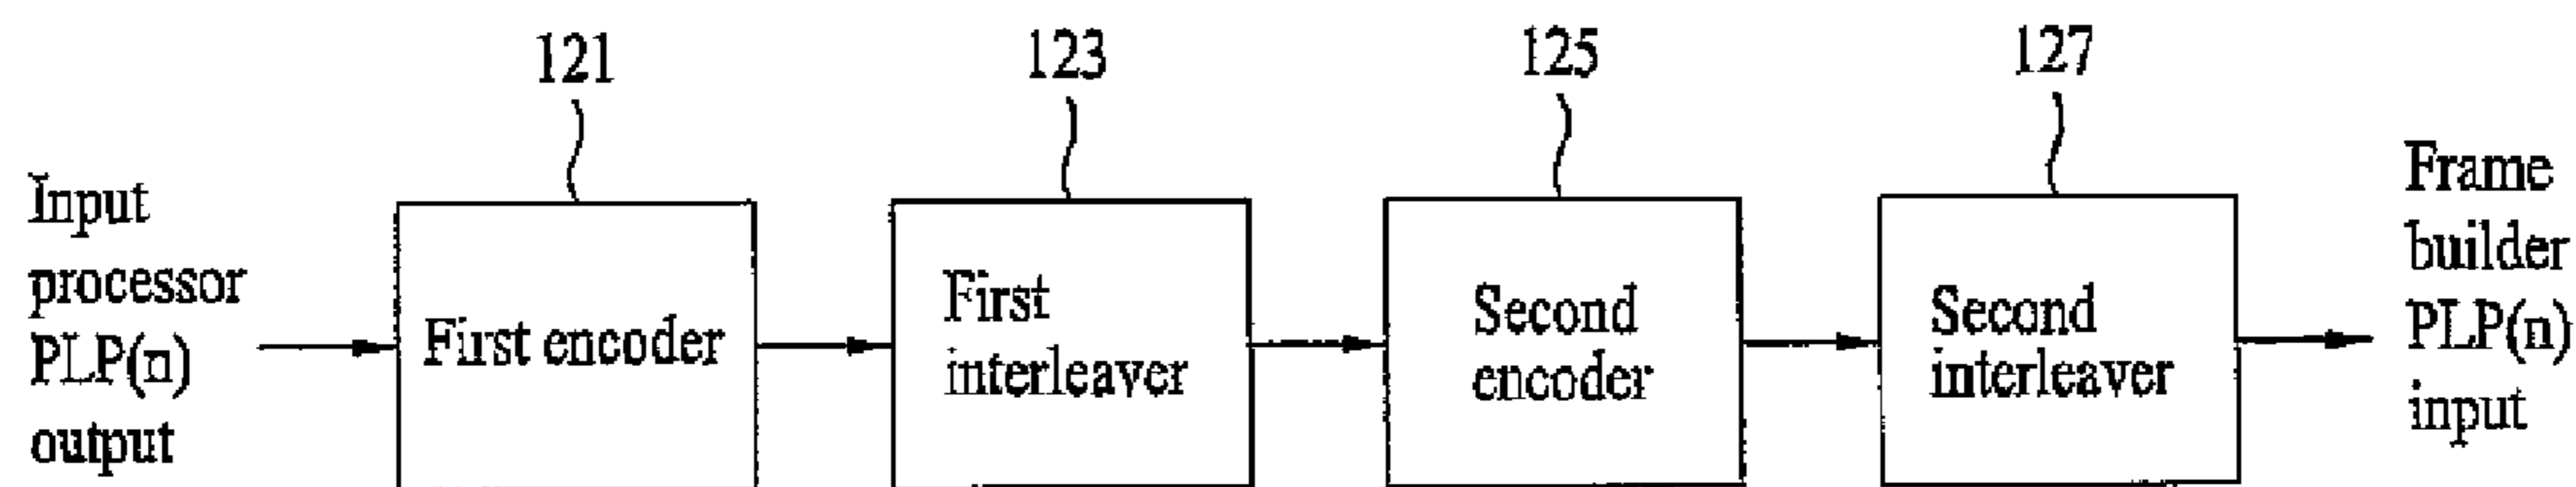 121
123
125
127
Input
processor
PLP(n)
output
First encoder
First
interleaver
Second
encoder
Second
interleaver
Frame
builder
PLP(n)
input